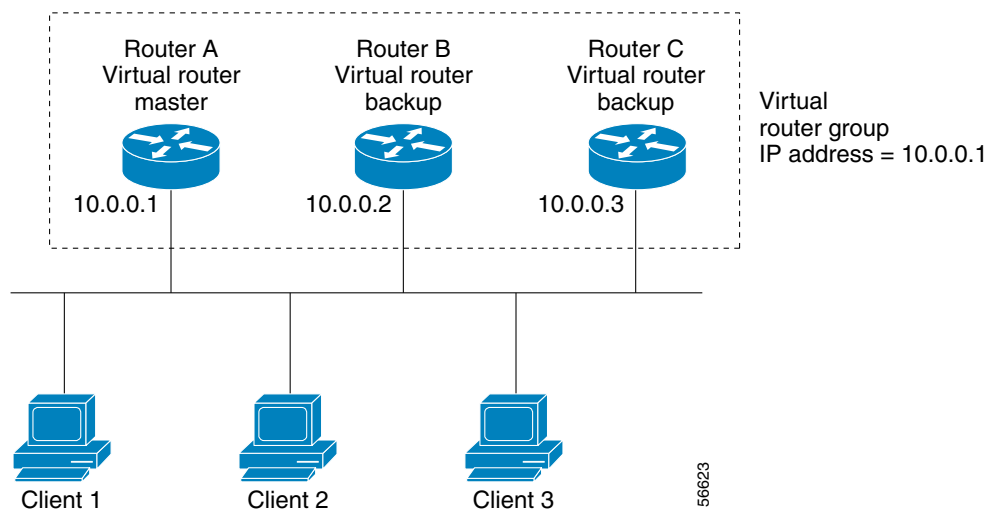 Router A
Virtual router
master
Router B
Virtual router
backup
Router C
Virtual router
backup
Virtual
router group
IP address = 10.0.0.1
10.0.0.1
10.0.0.2
10.0.0.3
Client 1
Client 2
Client 3
56623